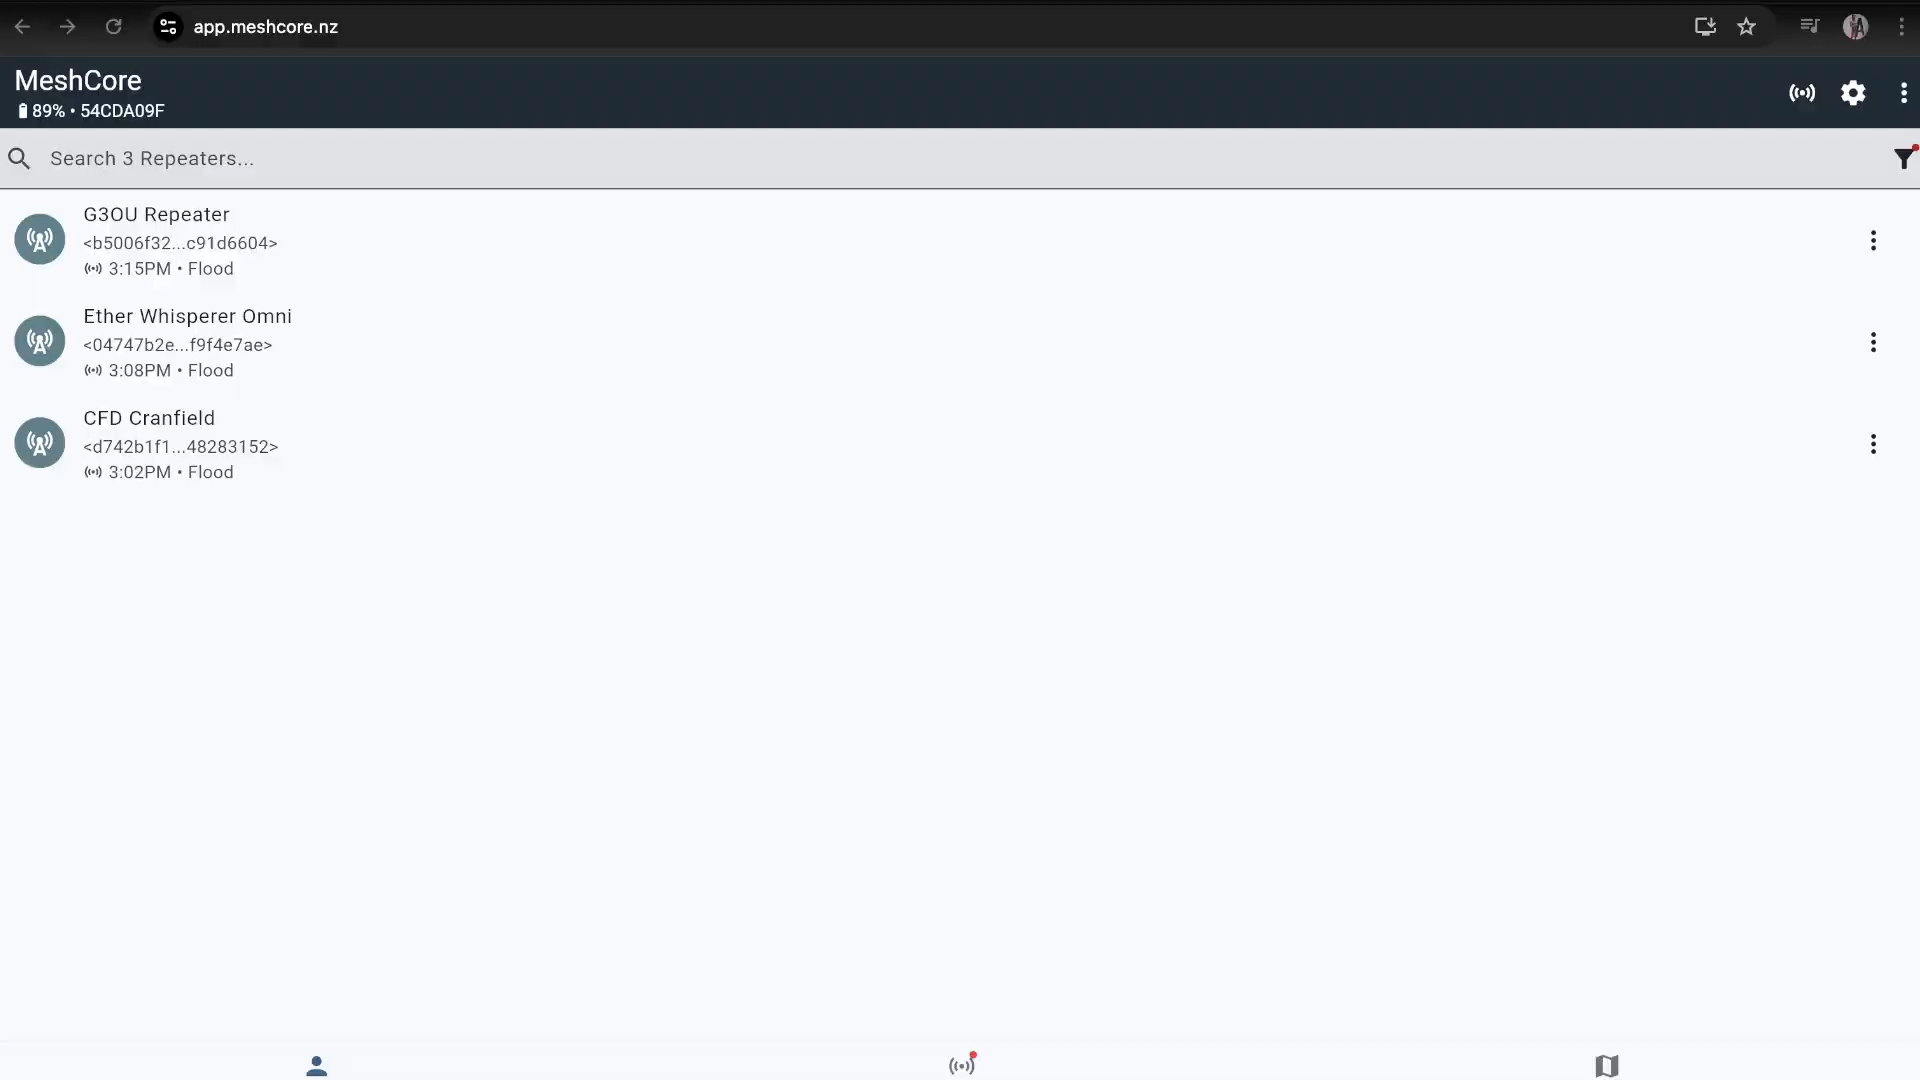 app.meshcore.nz
MeshCore
89% • 54CDA09F
Search 3 Repeaters...
G3OU Repeater
<b5006f32...c91d6604>
3:15PM • Flood
Ether Whisperer Omni
<04747b2e...f9f4e7ae>
3:08PM • Flood
CFD Cranfield
<d742b1f1...48283152>
3:02PM • Flood